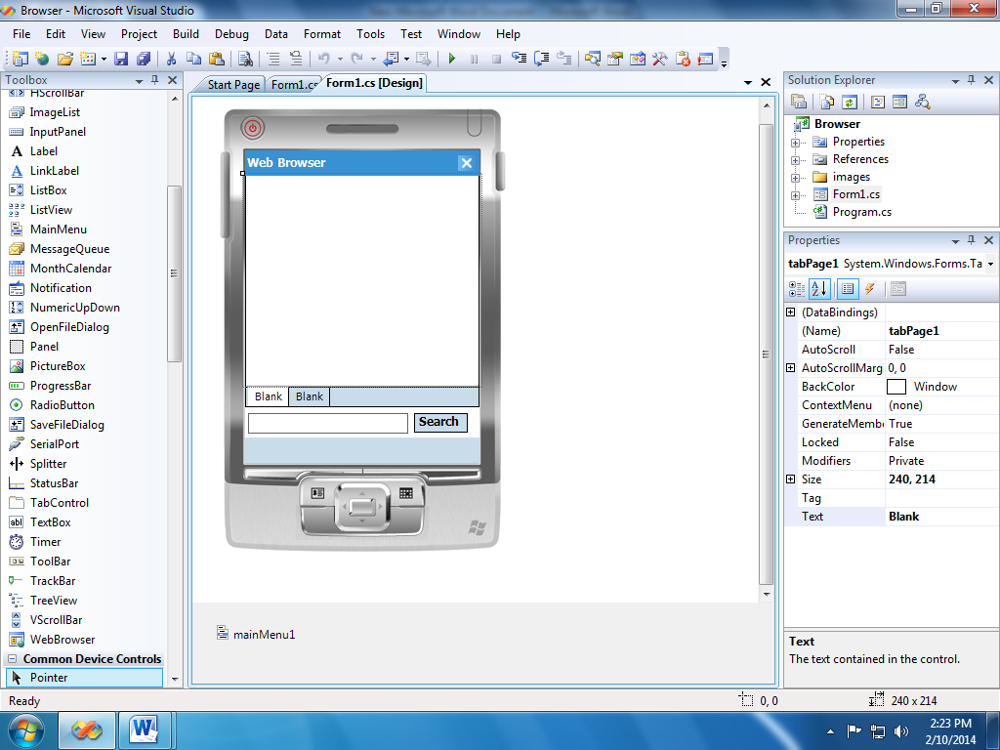 Browser - Microsoft Visual Studio
File Edit View Project Build Debug Data Format Tools Test Window Help
Toolbox
HScrollBar
ImageList
InputPanel
A Label
A LinkLabel
ListBox
ListView
MainMenu
MessageQueue
MonthCalendar
Notification
NumericUpDown
OpenFileDialog
Panel
PictureBox
ProgressBar
RadioButton
SaveFileDialog
SerialPort
Splitter
StatusBar
TabControl
abl TextBox
Timer
ToolBar
TrackBar
TreeView
VScrollBar
WebBrowser
Common Device Controls
Pointer
Start Page Form1.cs Form1.cs [Design]
Web Browser
Blank Blank
Search
mainMenu1
Solution Explorer
Browser
Properties
References
images
Form1.cs
Program.cs
Properties
tabPage1 System.Windows.Forms.Ta
(DataBindings)
(Name) tabPage1
AutoScroll False
AutoScrollMarg 0, 0
BackColor Window
ContextMenu (none)
GenerateMembe True
Locked False
Modifiers Private
Size 240, 214
Tag
Text Blank
Text
The text contained in the control.
Ready 0, 0 240 x 214
2:23 PM
2/10/2014